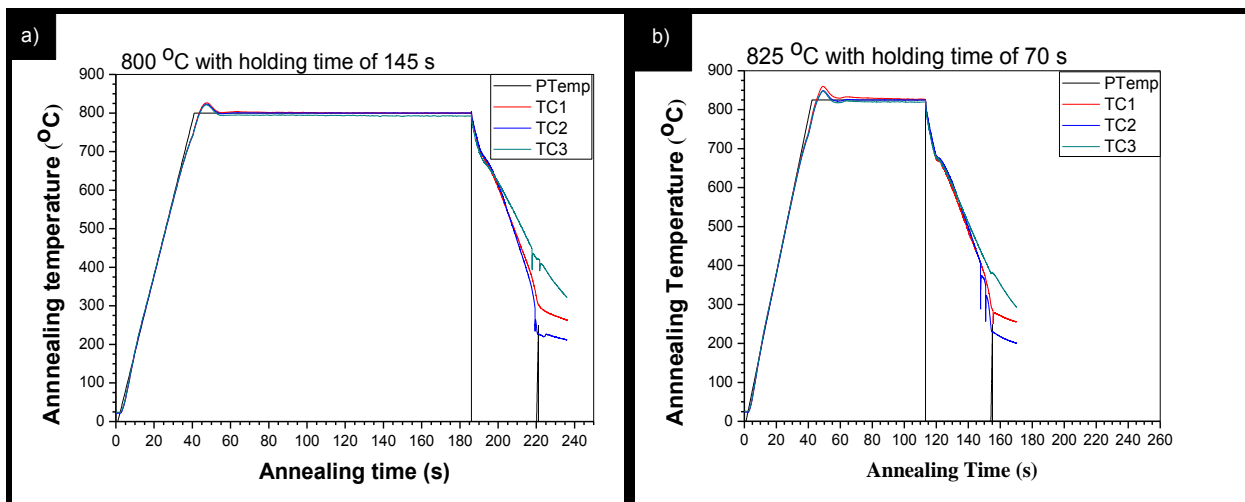 a)
800 °C with holding time of 145 s
PTemp
TC1
TC2
TC3
Annealing temperature (°C)
900
800
700
600
500
400
300
200
100
0
0 20 40 60 80 100 120 140 160 180 200 220 240
Annealing time (s)
b)
825 °C with holding time of 70 s
PTemp
TC1
TC2
TC3
Annealing Temperature (°C)
900
800
700
600
500
400
300
200
100
0
0 20 40 60 80 100 120 140 160 180 200 220 240 260
Annealing Time (s)